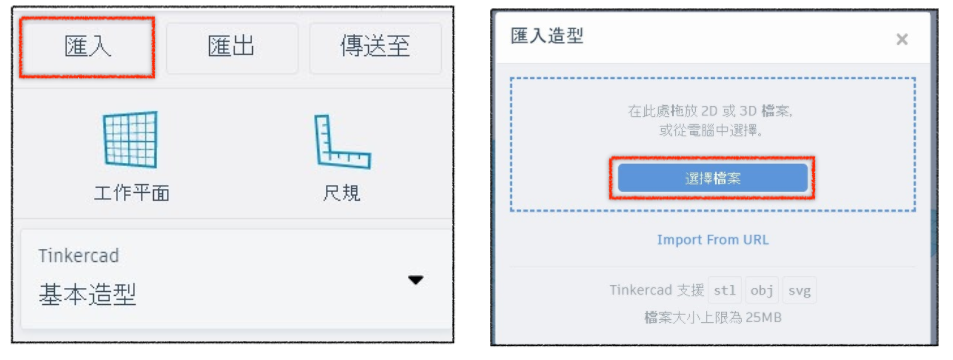 匯入
匯出
傳送至
工作平面
尺規
Tinkercad
基本造型
匯入造型
×
在此處拖放 2D 或 3D 檔案,
或從電腦中選擇。
選擇檔案
Import From URL
Tinkercad 支援 stl obj svg
檔案大小上限為 25MB